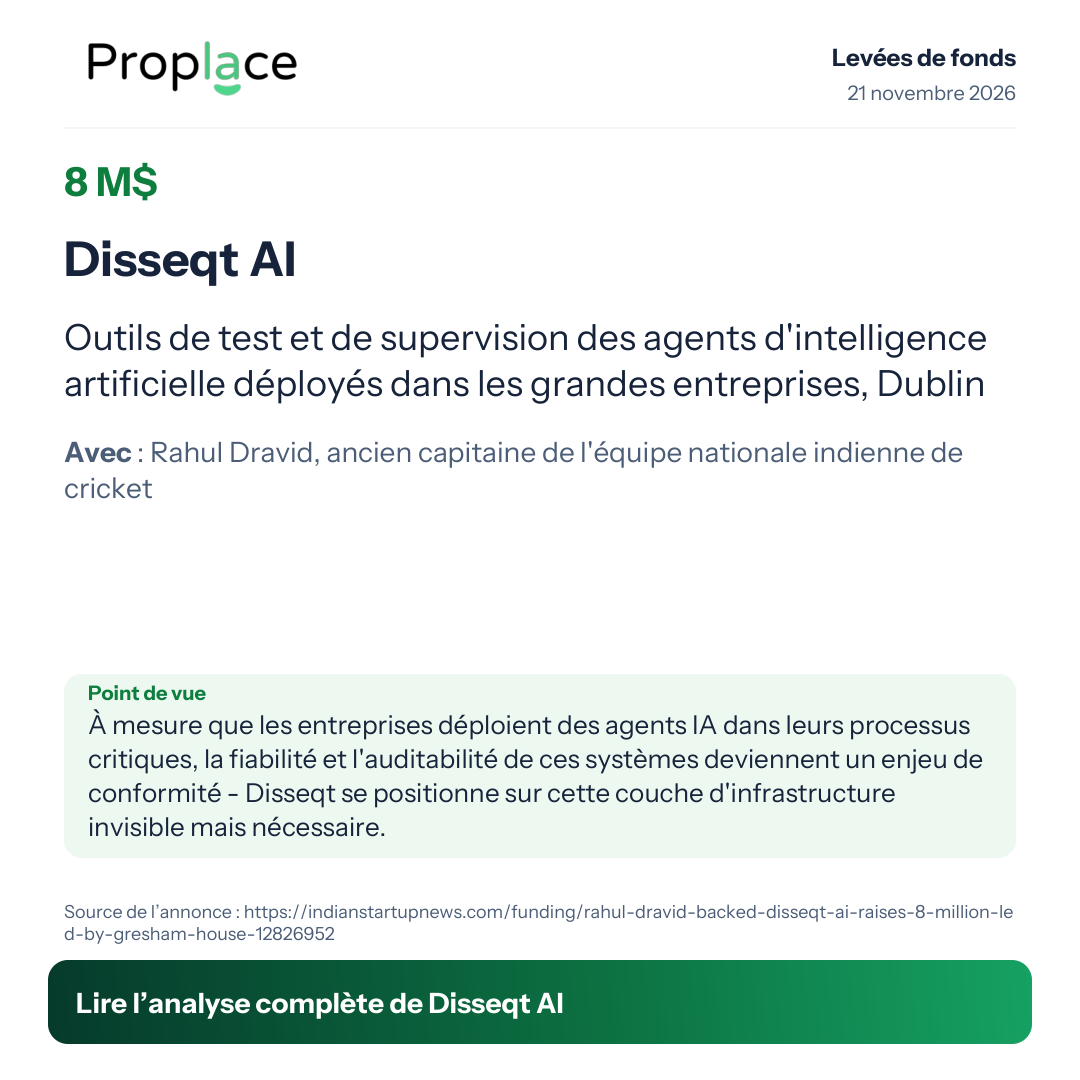 Proplace
Levées de fonds
21 novembre 2026
8 M$
Disseqt AI
Outils de test et de supervision des agents d'intelligence
artificielle déployés dans les grandes entreprises, Dublin
Avec : Rahul Dravid, ancien capitaine de l'équipe nationale indienne de
cricket
Point de vue
À mesure que les entreprises déploient des agents IA dans leurs processus
critiques, la fiabilité et l'auditabilité de ces systèmes deviennent un enjeu de
conformité - Disseqt se positionne sur cette couche d'infrastructure
invisible mais nécessaire.
Source de l’annonce : https://indianstartupnews.com/funding/rahul-dravid-backed-disseqt-ai-raises-8-million-le
d-by-gresham-house-12826952
Lire l’analyse complète de Disseqt AI